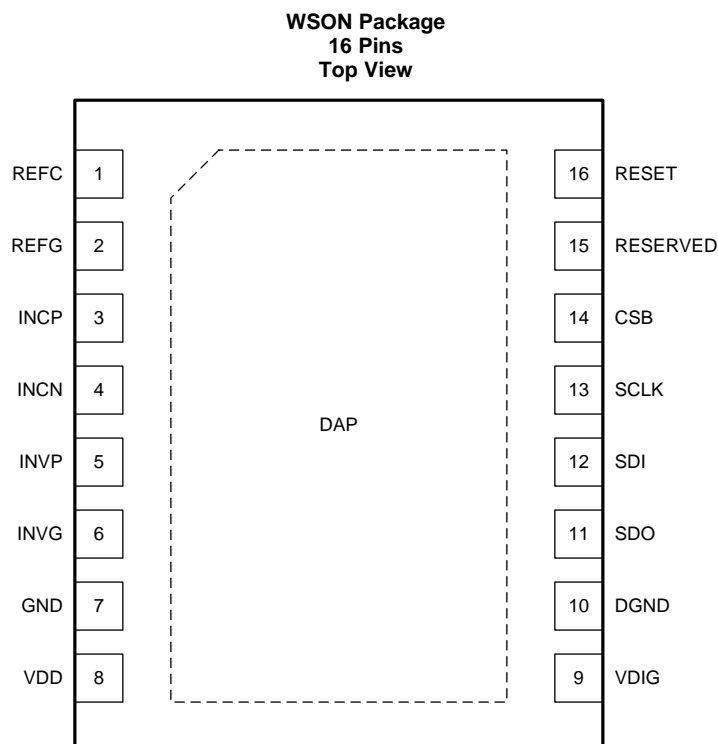 WSON Package
16 Pins
Top View
REFC 1 16 RESET
REFG 2 15 RESERVED
INCP 3 14 CSB
INCN 4 13 SCLK
DAP
INVP 5 12 SDI
INVG 6 11 SDO
GND 7 10 DGND
VDD 8 9 VDIG